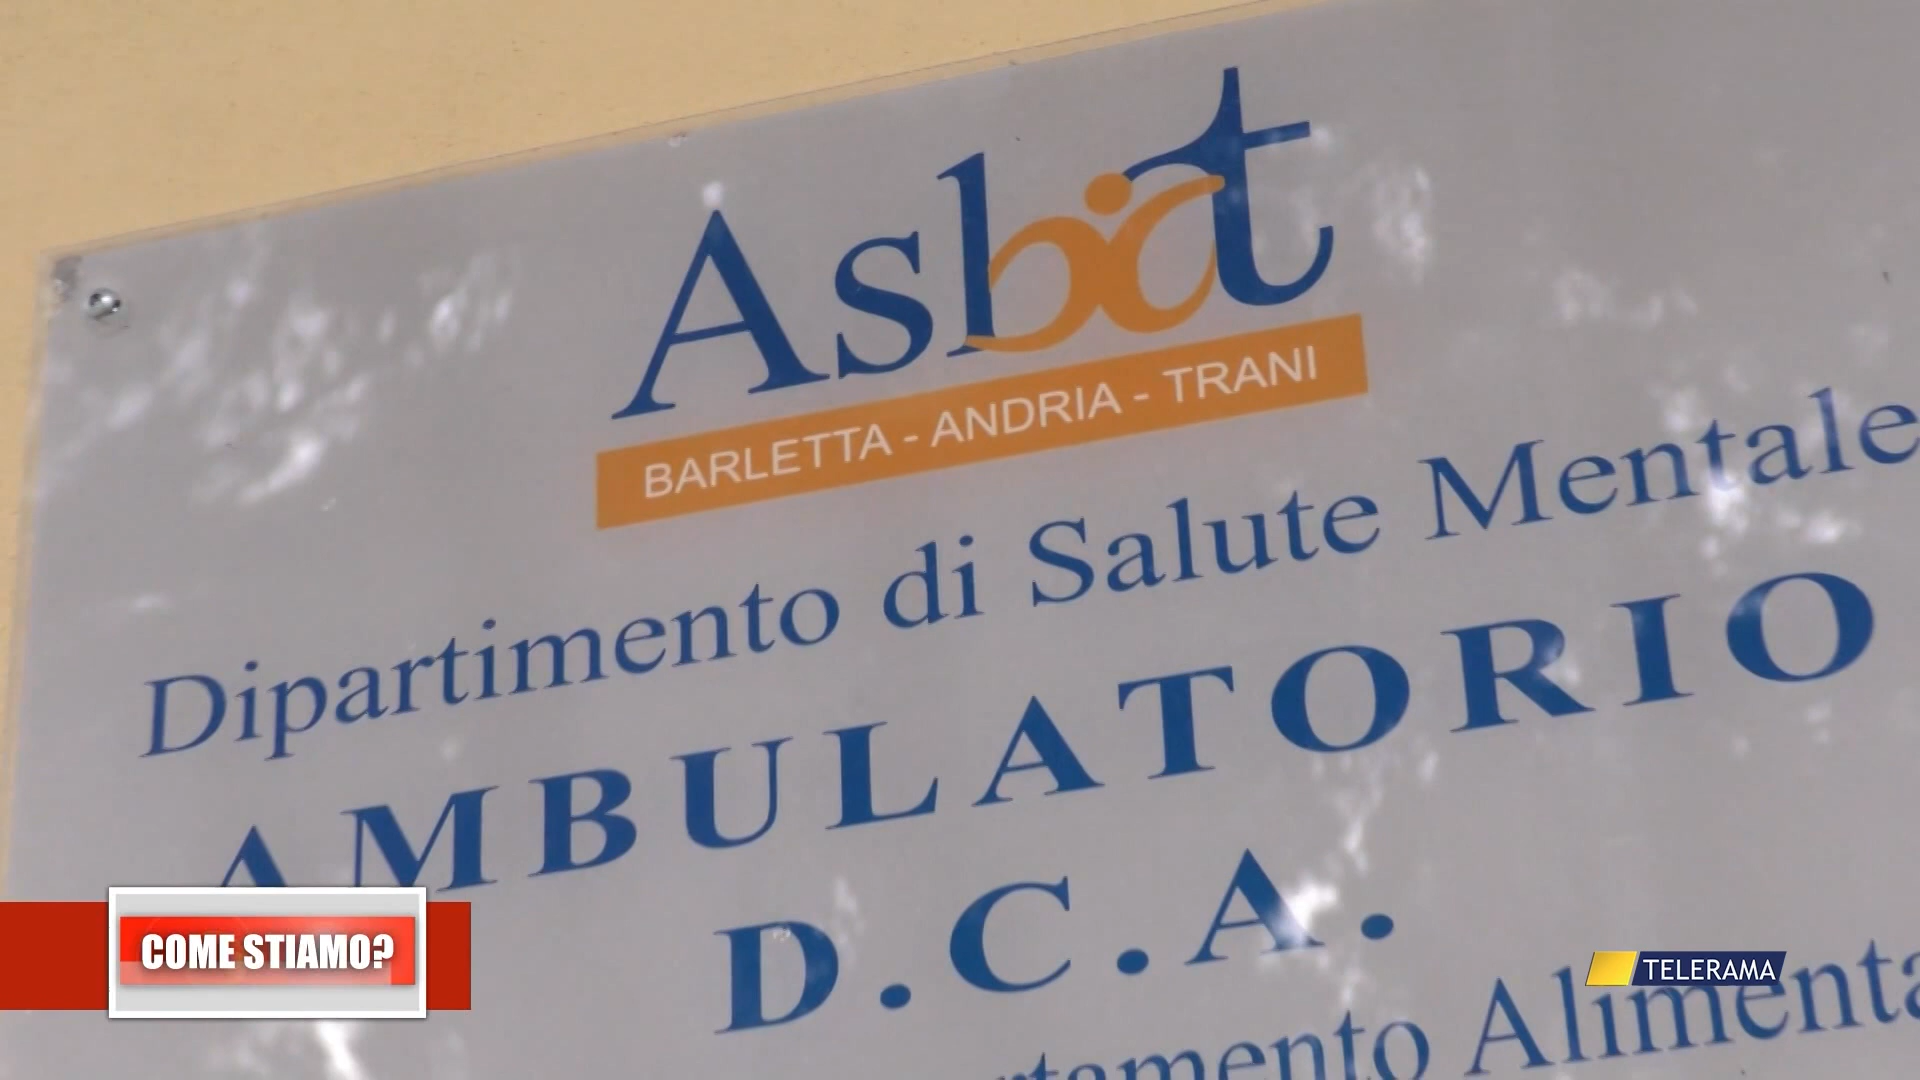 Asbat
BARLETTA - ANDRIA - TRANI
Dipartimento di Salute Mentale
AMBULATORIO
D.C.A.
Alimenta
COME STIAMO?
TELERAMA